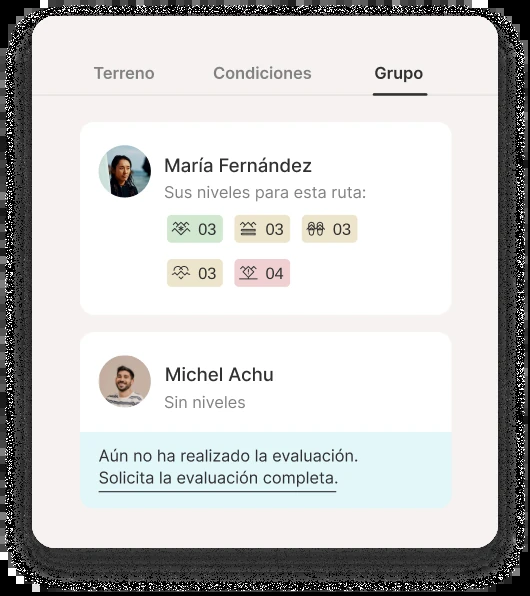 Terreno Condiciones Grupo
María Fernández
Sus niveles para esta ruta:
03 03 03
03 04
Michel Achu
Sin niveles
Aún no ha realizado la evaluación.
Solicita la evaluación completa.